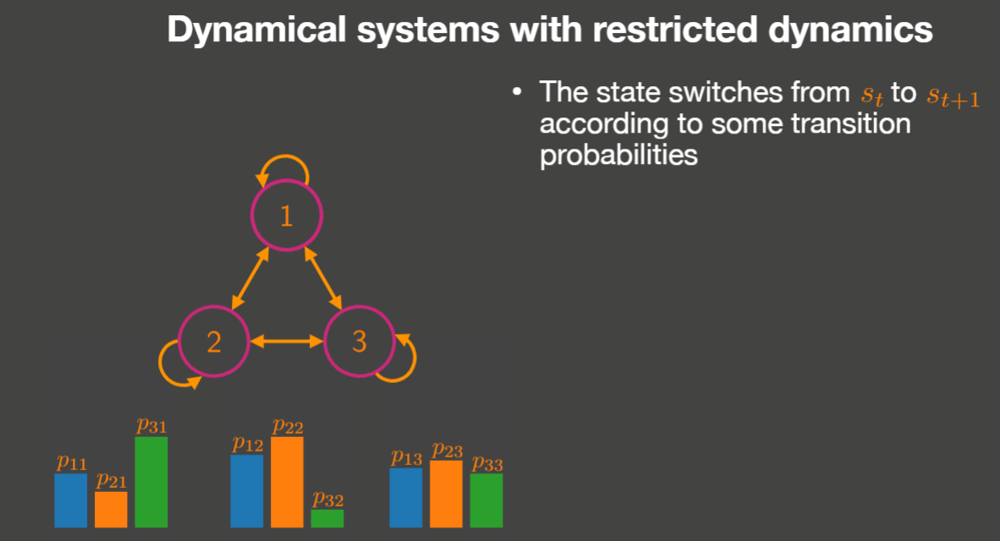 Dynamical systems with restricted dynamics
• The state switches from s_t to s_{t+1}
according to some transition
probabilities
1
2
3
p_{11}
p_{21}
p_{31}
p_{12}
p_{22}
p_{32}
p_{13}
p_{23}
p_{33}